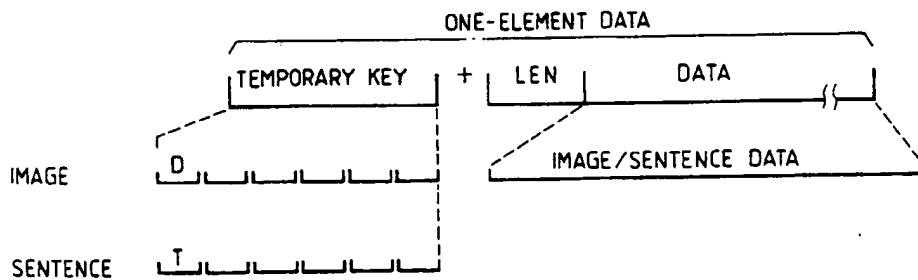 ONE-ELEMENT DATA
TEMPORARY KEY + LEN DATA
IMAGE D IMAGE/SENTENCE DATA
SENTENCE T